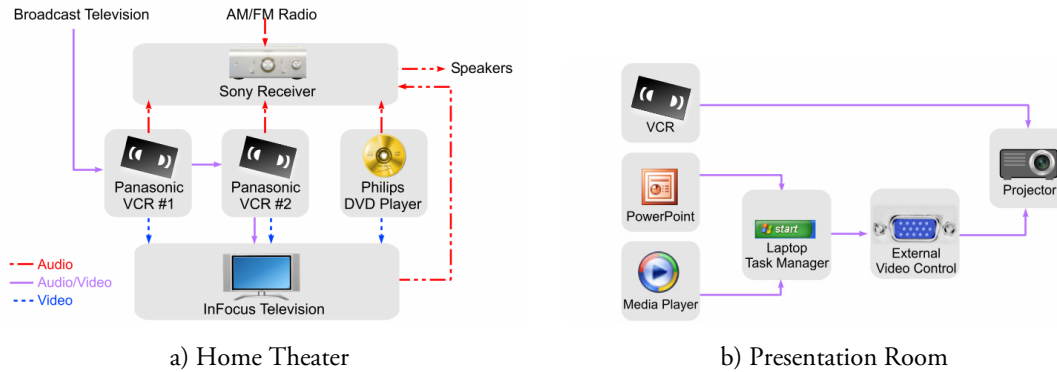 Broadcast Television
AM/FM Radio
Sony Receiver
Speakers
Panasonic
VCR #1
Panasonic
VCR #2
Philips
DVD Player
Audio
Audio/Video
Video
InFocus Television
a) Home Theater
VCR
PowerPoint
Media Player
start
Laptop
Task Manager
External
Video Control
Projector
b) Presentation Room